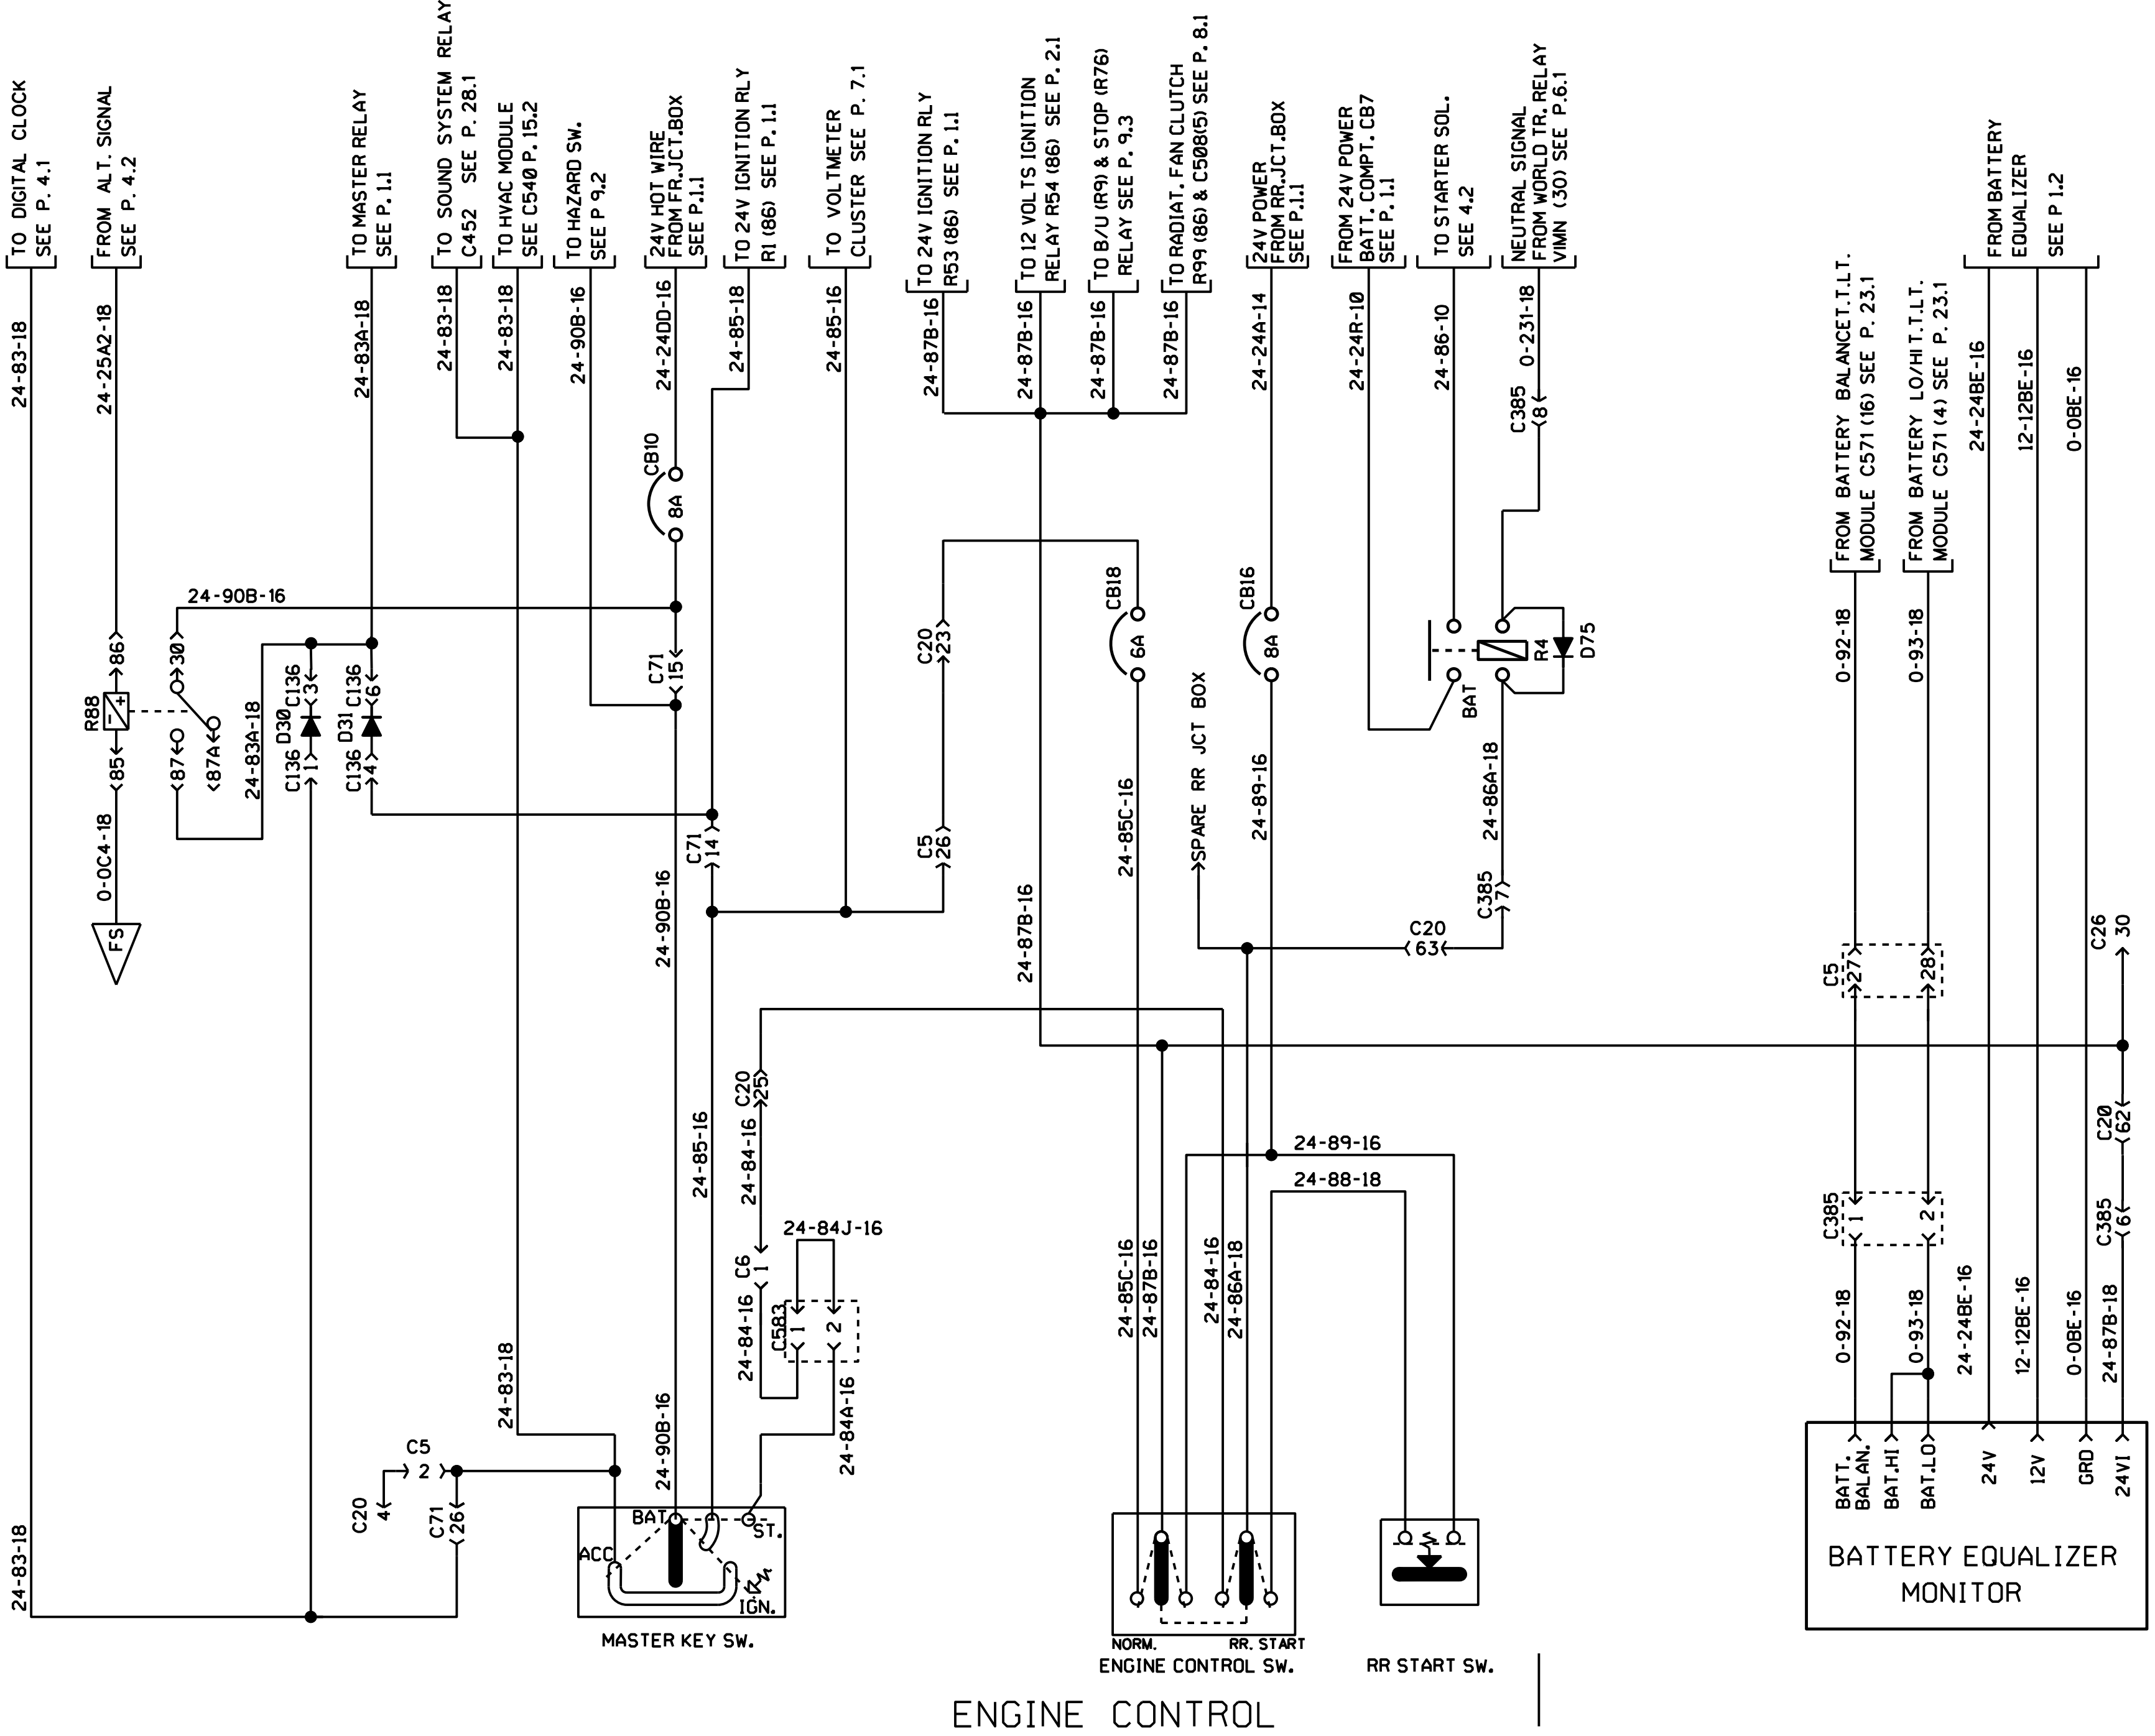 TO DIGITAL CLOCK
SEE P. 4.1
FROM ALT. SIGNAL
SEE P. 4.2
TO MASTER RELAY
SEE P. 1.1
TO SOUND SYSTEM RELAY
C452 SEE P. 28.1
TO HVAC MODULE
SEE C540 P. 15.2
TO HAZARD SW.
SEE P 9.2
24V HOT WIRE
FROM FR.JCT.BOX
SEE P.1.1
TO 24V IGNITION RLY
R1 (86) SEE P. 1.1
TO VOLTMETER
CLUSTER SEE P. 7.1
TO 24V IGNITION RLY
R53 (86) SEE P. 1.1
TO 12 VOLTS IGNITION
RELAY R54 (86) SEE P. 2.1
TO B/U (R9) & STOP (R76)
RELAY SEE P. 9.3
TO RADIAT. FAN CLUTCH
R99 (86) & C508(5) SEE P. 8.1
24V POWER
FROM RR.JCT.BOX
SEE P.1.1
FROM 24V POWER
BATT. COMPT. CB7
SEE P. 1.1
TO STARTER SOL.
SEE 4.2
NEUTRAL SIGNAL
FROM WORLD TR. RELAY
VIMN (30) SEE P.6.1
FROM BATTERY BALANCET.T.LT.
MODULE C571 (16) SEE P. 23.1
FROM BATTERY LO/HI T.T.LT.
MODULE C571 (4) SEE P. 23.1
FROM BATTERY
EQUALIZER
SEE P 1.2
24-83-18
24-25A2-18
24-83A-18
24-83-18
24-83-18
24-90B-16
24-24DD-16
24-85-18
24-85-16
24-87B-16
24-87B-16
24-87B-16
24-87B-16
24-24A-14
24-24R-10
24-86-10
0-231-18
C385
8
24-24BE-16
12-12BE-16
0-0BE-16
CB10
8A
24-90B-16
86
R88
- +
85
30
87
87A
24-83A-18
C136
3
D30
C136
1
C136
6
D31
C136
4
C71
15
C20
23
CB18
6A
CB16
8A
BAT
R4
D75
0-92-18
0-93-18
0-0C4-18
FS
C71
14
C5
26
24-85C-16
SPARE RR JCT BOX
24-89-16
24-86A-18
C385
7
C20
63
24-90B-16
24-87B-16
C5
27
28
C26
30
C20
25
24-85-16
24-84-16
24-89-16
24-88-18
C20
62
C385
1
2
C385
6
24-84J-16
C6
1
24-84-16
C583
1
2
24-85C-16
24-87B-16
24-84-16
24-86A-18
0-92-18
0-93-18
24-24BE-16
12-12BE-16
0-0BE-16
24-87B-18
24-83-18
24-90B-16
24-84A-16
C5
2
C20
4
C71
26
24-83-18
BAT.
ST.
ACC
IGN.
MASTER KEY SW.
NORM.
RR. START
ENGINE CONTROL SW.
RR START SW.
BATT.
BALAN.
BAT.HI
BAT.LO
24V
12V
GRD
24VI
BATTERY EQUALIZER
MONITOR
ENGINE CONTROL